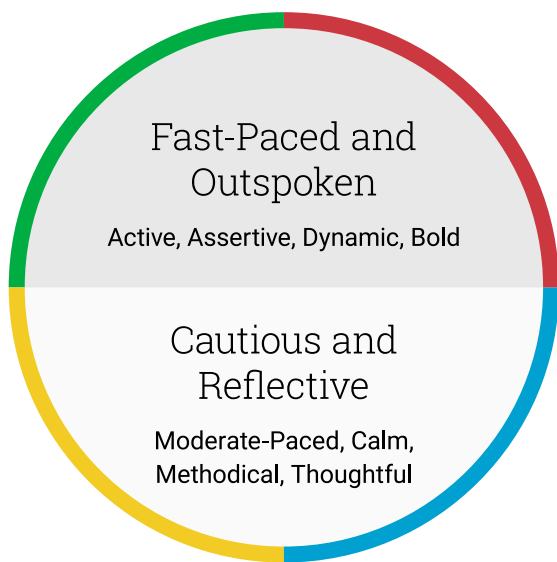 Fast-Paced and
Outspoken
Active, Assertive, Dynamic, Bold
Cautious and
Reflective
Moderate-Paced, Calm,
Methodical, Thoughtful